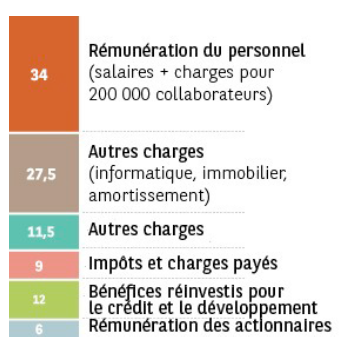 34
Rémunération du personnel
(salaires + charges pour
200 000 collaborateurs)
27,5
Autres charges
(informatique, immobilier,
amortissement)
11,5
Autres charges
9
Impôts et charges payés
12
Bénéfices réinvestis pour
le crédit et le développement
6
Rémunération des actionnaires